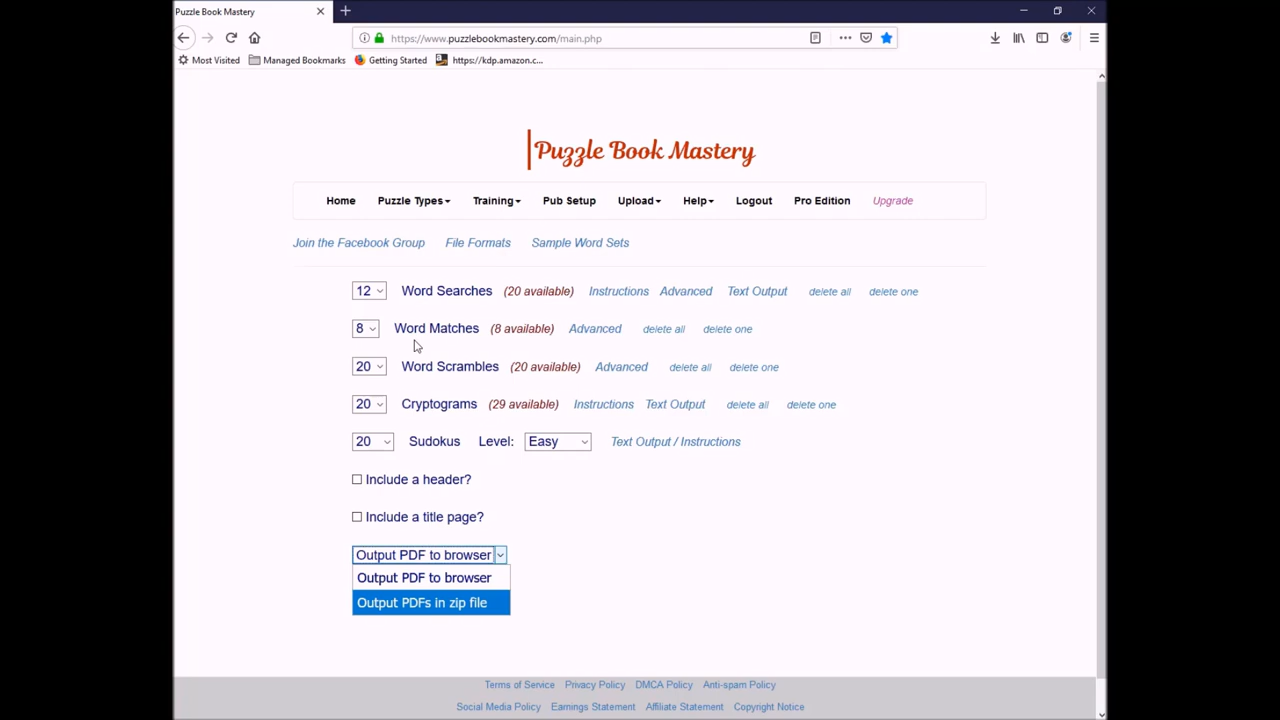 Puzzle Book Mastery
https://www.puzzlebookmastery.com/main.php
Most Visited Managed Bookmarks Getting Started https://kdp.amazon.c...
Puzzle Book Mastery
Home Puzzle Types Training Pub Setup Upload Help Logout Pro Edition Upgrade
Join the Facebook Group File Formats Sample Word Sets
12 Word Searches (20 available) Instructions Advanced Text Output delete all delete one
8 Word Matches (8 available) Advanced delete all delete one
20 Word Scrambles (20 available) Advanced delete all delete one
20 Cryptograms (29 available) Instructions Text Output delete all delete one
20 Sudokus Level: Easy Text Output / Instructions
Include a header?
Include a title page?
Output PDF to browser
Output PDF to browser
Output PDFs in zip file
Terms of Service Privacy Policy DMCA Policy Anti-spam Policy
Social Media Policy Earnings Statement Affiliate Statement Copyright Notice